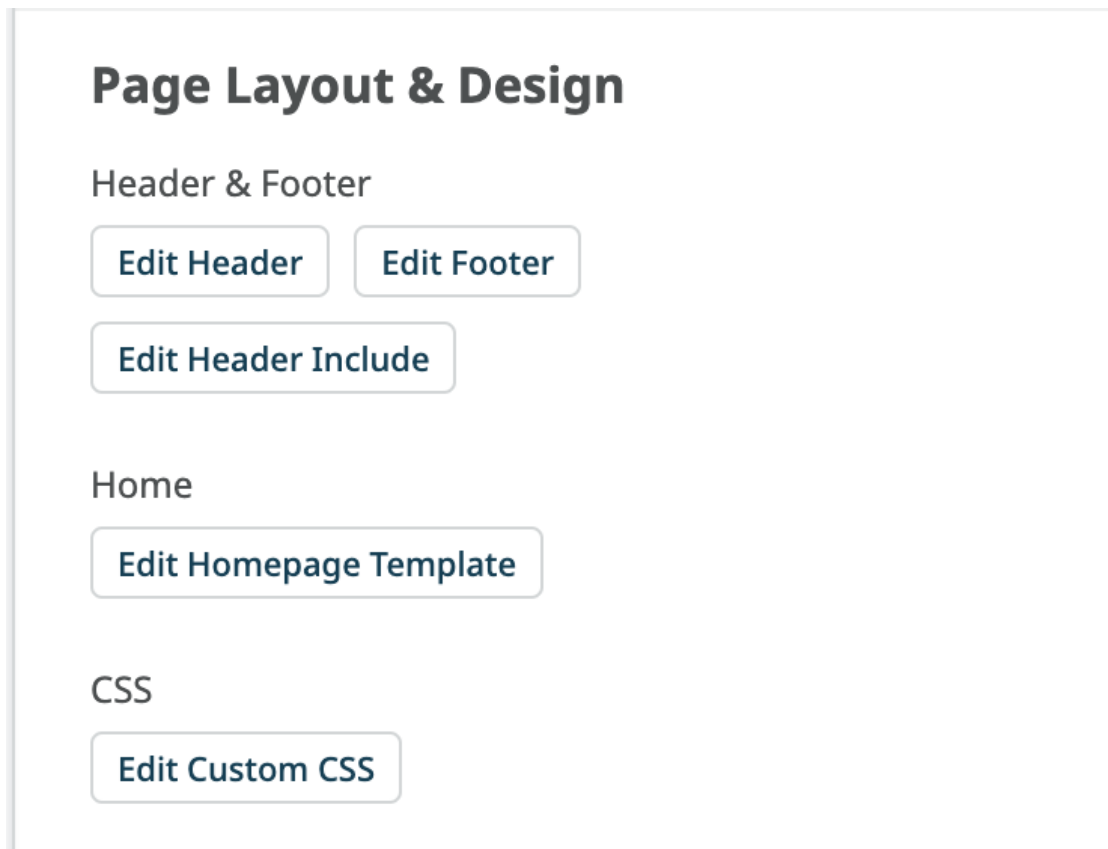 Page Layout & Design
Header & Footer
Edit Header Edit Footer
Edit Header Include
Home
Edit Homepage Template
CSS
Edit Custom CSS